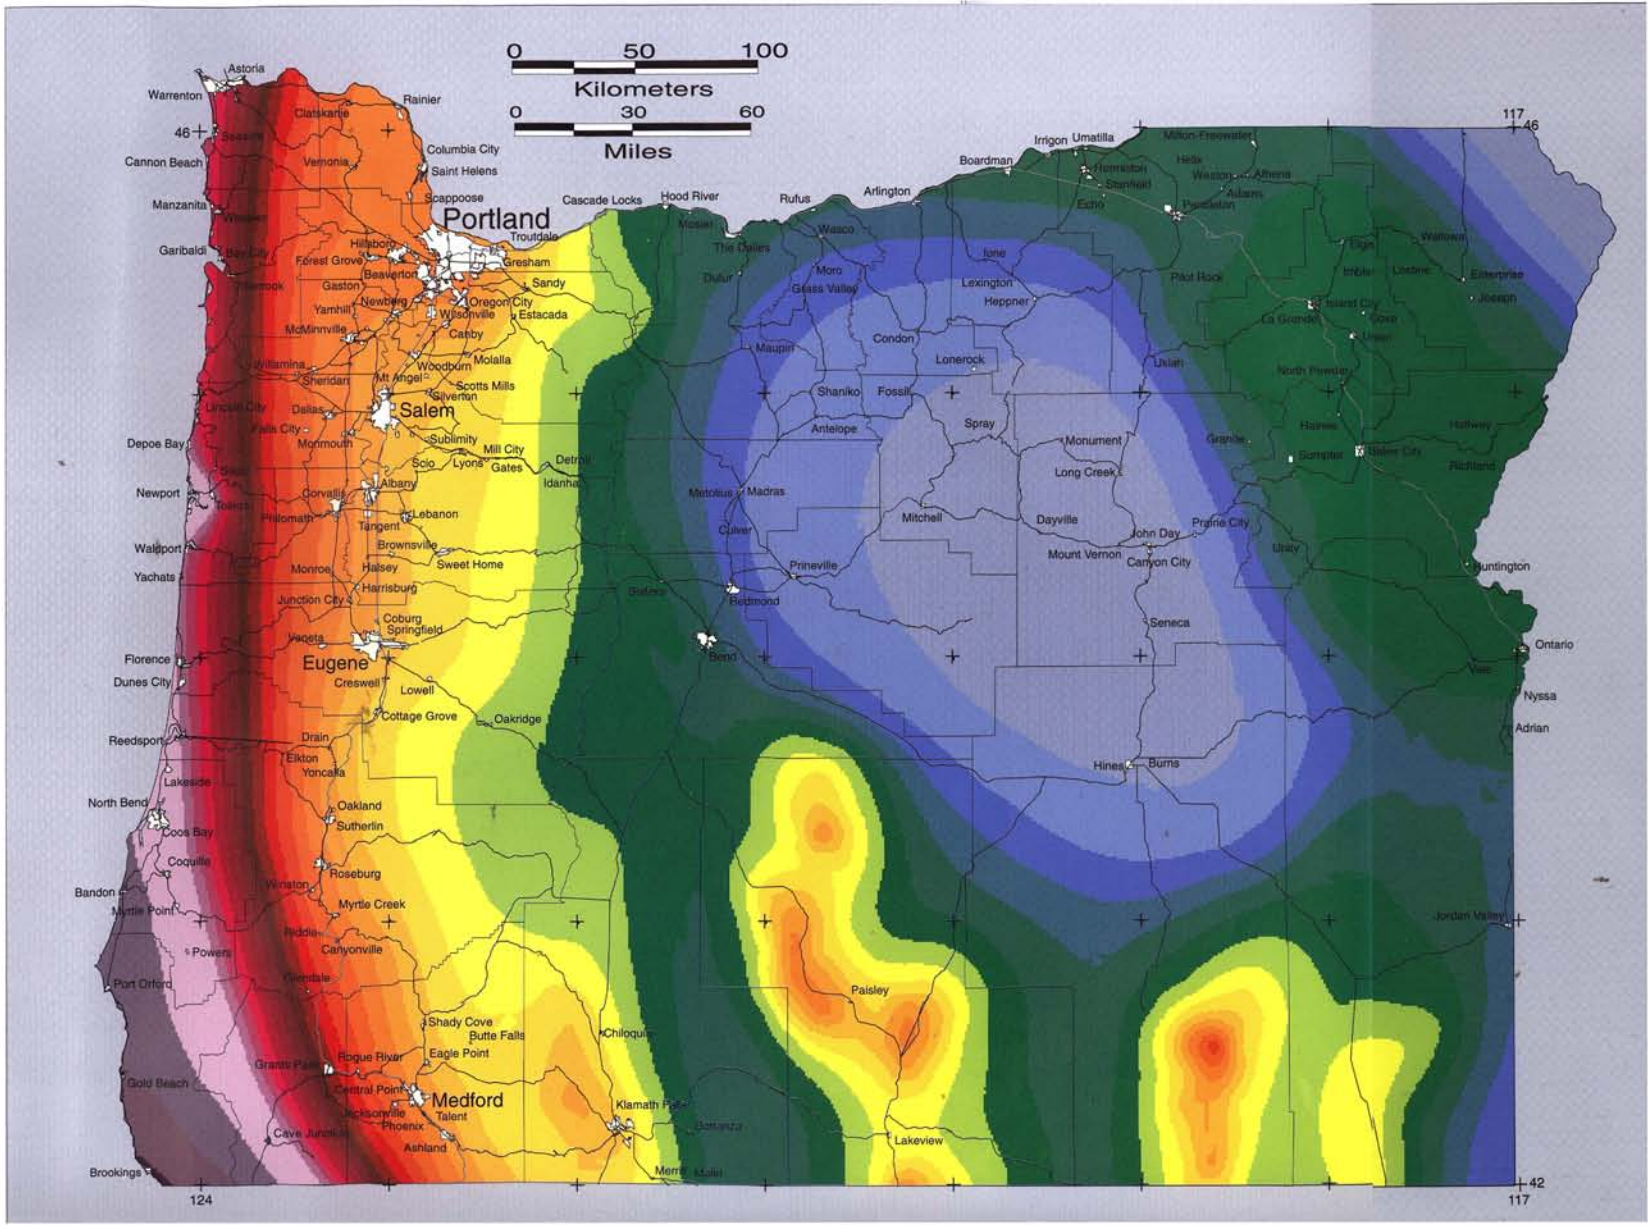 0 50 100
Kilometers
0 30 60
Miles
Astoria
Warrenton
Clatskanie
Rainier
117
46
46
Seaside
Cannon Beach
Vernonia
Columbia City
Saint Helens
Scappoose
Manzanita
Wheeler
Portland
Cascade Locks
Hood River
Mosier
Rufus
Arlington
Boardman
Irrigon
Umatilla
Milton-Freewater
Helix
Weston
Athena
Hermiston
Stanfield
Echo
Adams
Pendleton
Garibaldi
Bay City
Hillsboro
Forest Grove
Troutdale
Gresham
The Dalles
Wasco
Ione
Elgin
Wallowa
Tillamook
Gaston
Beaverton
Sandy
Dufur
Moro
Grass Valley
Lexington
Heppner
Pilot Rock
Imbler
Lostine
Enterprise
Joseph
Yamhill
Newberg
Oregon City
Wilsonville
Estacada
McMinnville
Canby
Molalla
Condon
Lonerock
Maupin
La Grande
Island City
Cove
Union
Ukiah
Willamina
Sheridan
Woodburn
Mt Angel
Scotts Mills
Silverton
North Powder
Lincoln City
Dallas
Salem
Falls City
Monmouth
Shaniko
Fossil
Antelope
Spray
Monument
Granite
Haines
Halfway
Depoe Bay
Sublimity
Mill City
Scio
Lyons
Gates
Detroit
Idanha
Long Creek
Sumpter
Baker City
Richland
Siletz
Newport
Toledo
Corvallis
Albany
Philomath
Tangent
Lebanon
Metolius
Madras
Culver
Mitchell
Dayville
John Day
Prairie City
Mount Vernon
Canyon City
Unity
Waldport
Yachats
Brownsville
Monroe
Halsey
Sweet Home
Harrisburg
Junction City
Prineville
Sisters
Redmond
Huntington
Coburg
Springfield
Veneta
Eugene
Seneca
Bend
Ontario
Vale
Florence
Dunes City
Creswell
Lowell
Nyssa
Cottage Grove
Oakridge
Adrian
Reedsport
Drain
Elkton
Yoncalla
Hines
Burns
Lakeside
North Bend
Coos Bay
Oakland
Sutherlin
Coquille
Roseburg
Winston
Bandon
Myrtle Point
Myrtle Creek
Riddle
Canyonville
Jordan Valley
Powers
Glendale
Port Orford
Paisley
Shady Cove
Butte Falls
Chiloquin
Grants Pass
Rogue River
Eagle Point
Gold Beach
Central Point
Medford
Jacksonville
Phoenix
Talent
Klamath Falls
Bonanza
Cave Junction
Ashland
Lakeview
Brookings
Merrill
Malin
42
124
117